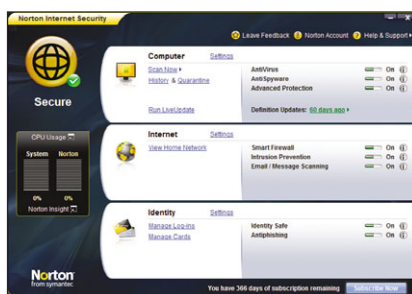 Norton Internet Security
Leave Feedback Norton Account Help & Support
Secure
CPU Usage
System Norton
0% 0%
Norton Insight
Computer Settings
Scan Now
History & Quarantine
Run LiveUpdate
AntiVirus On
AntiSpyware On
Advanced Protection On
Definition Updates: 60 days ago
Internet Settings
View Home Network
Smart Firewall On
Intrusion Prevention On
Email / Message Scanning On
Identity Settings
Manage Log-ins
Manage Cards
Identity Safe On
Antiphishing On
Norton
from symantec
You have 366 days of subscription remaining Subscribe Now